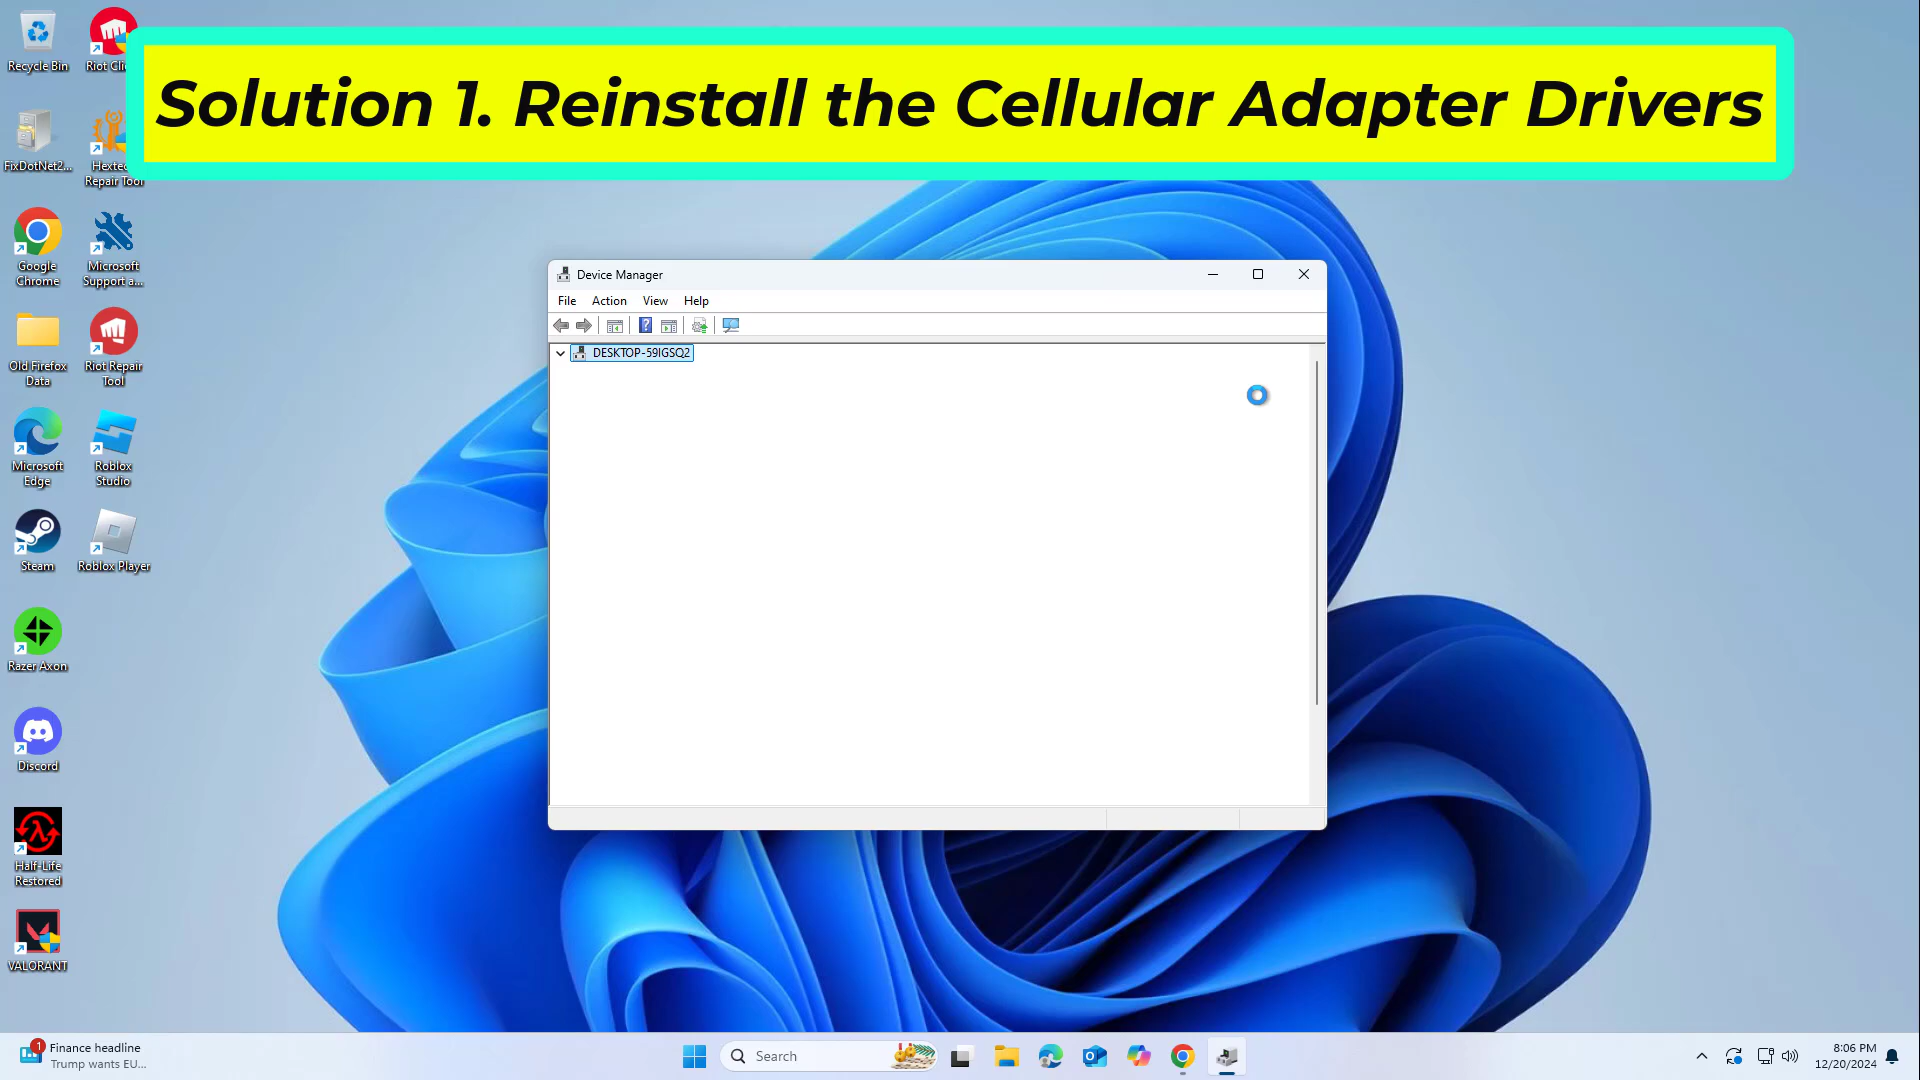 Solution 1. Reinstall the Cellular Adapter Drivers
Recycle Bin
FixDotNet2...
Hextec
Repair Tool
Google
Chrome
Microsoft
Support a...
Old Firefox
Data
Riot Repair
Tool
Microsoft
Edge
Roblox
Studio
Steam
Roblox Player
Razer Axon
Discord
Half-Life
Restored
VALORANT
Device Manager
File Action View Help
DESKTOP-59IGSQ2
1
Finance headline
Trump wants EU...
Search
8:06 PM
12/20/2024